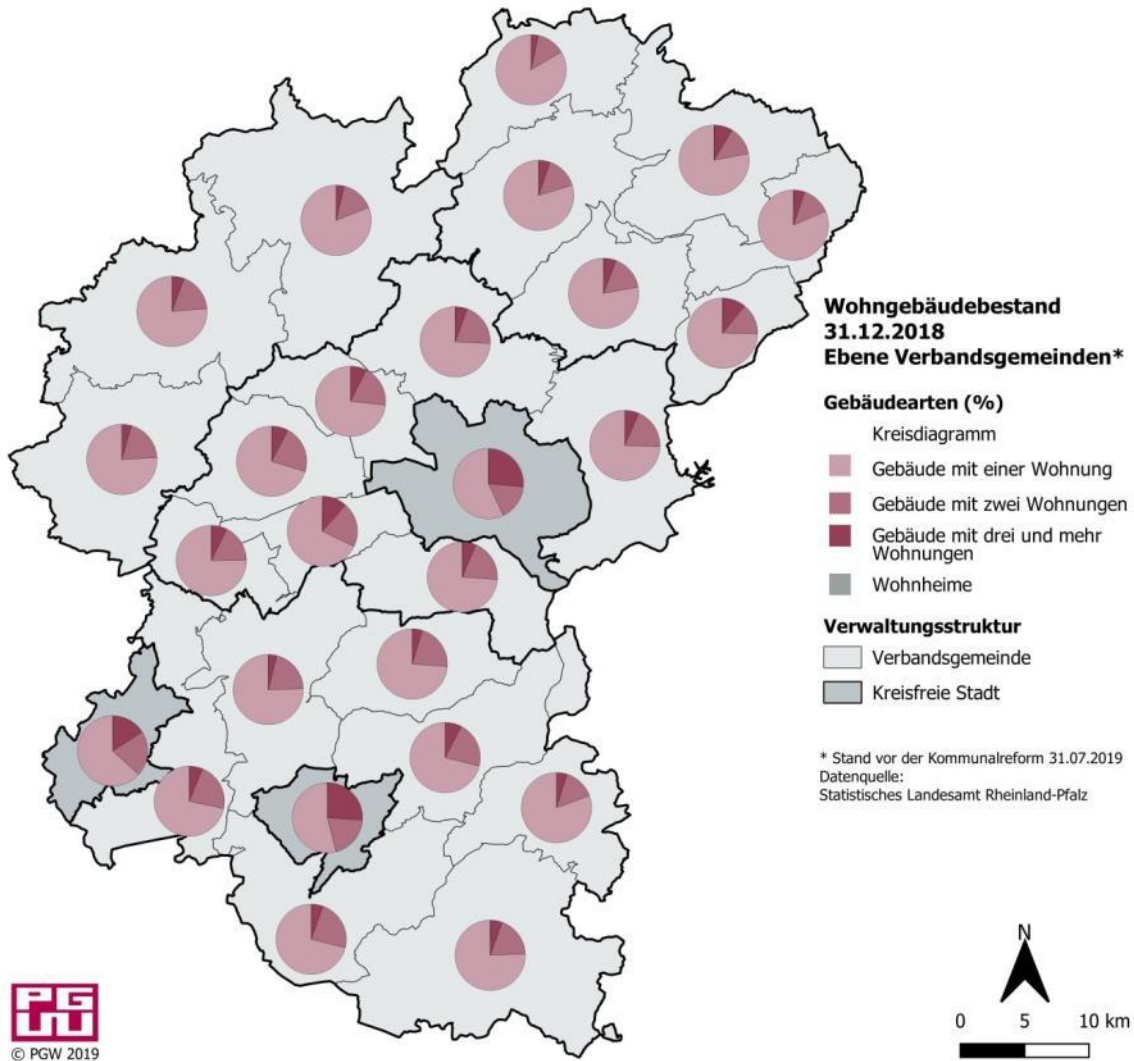 Wohngebäudebestand
31.12.2018
Ebene Verbandsgemeinden*
Gebäudearten (%)
Kreisdiagramm
Gebäude mit einer Wohnung
Gebäude mit zwei Wohnungen
Gebäude mit drei und mehr
Wohnungen
Wohnheime
Verwaltungsstruktur
Verbandsgemeinde
Kreisfreie Stadt
* Stand vor der Kommunalreform 31.07.2019
Datenquelle:
Statistisches Landesamt Rheinland-Pfalz
N
0 5 10 km
PGW
© PGW 2019